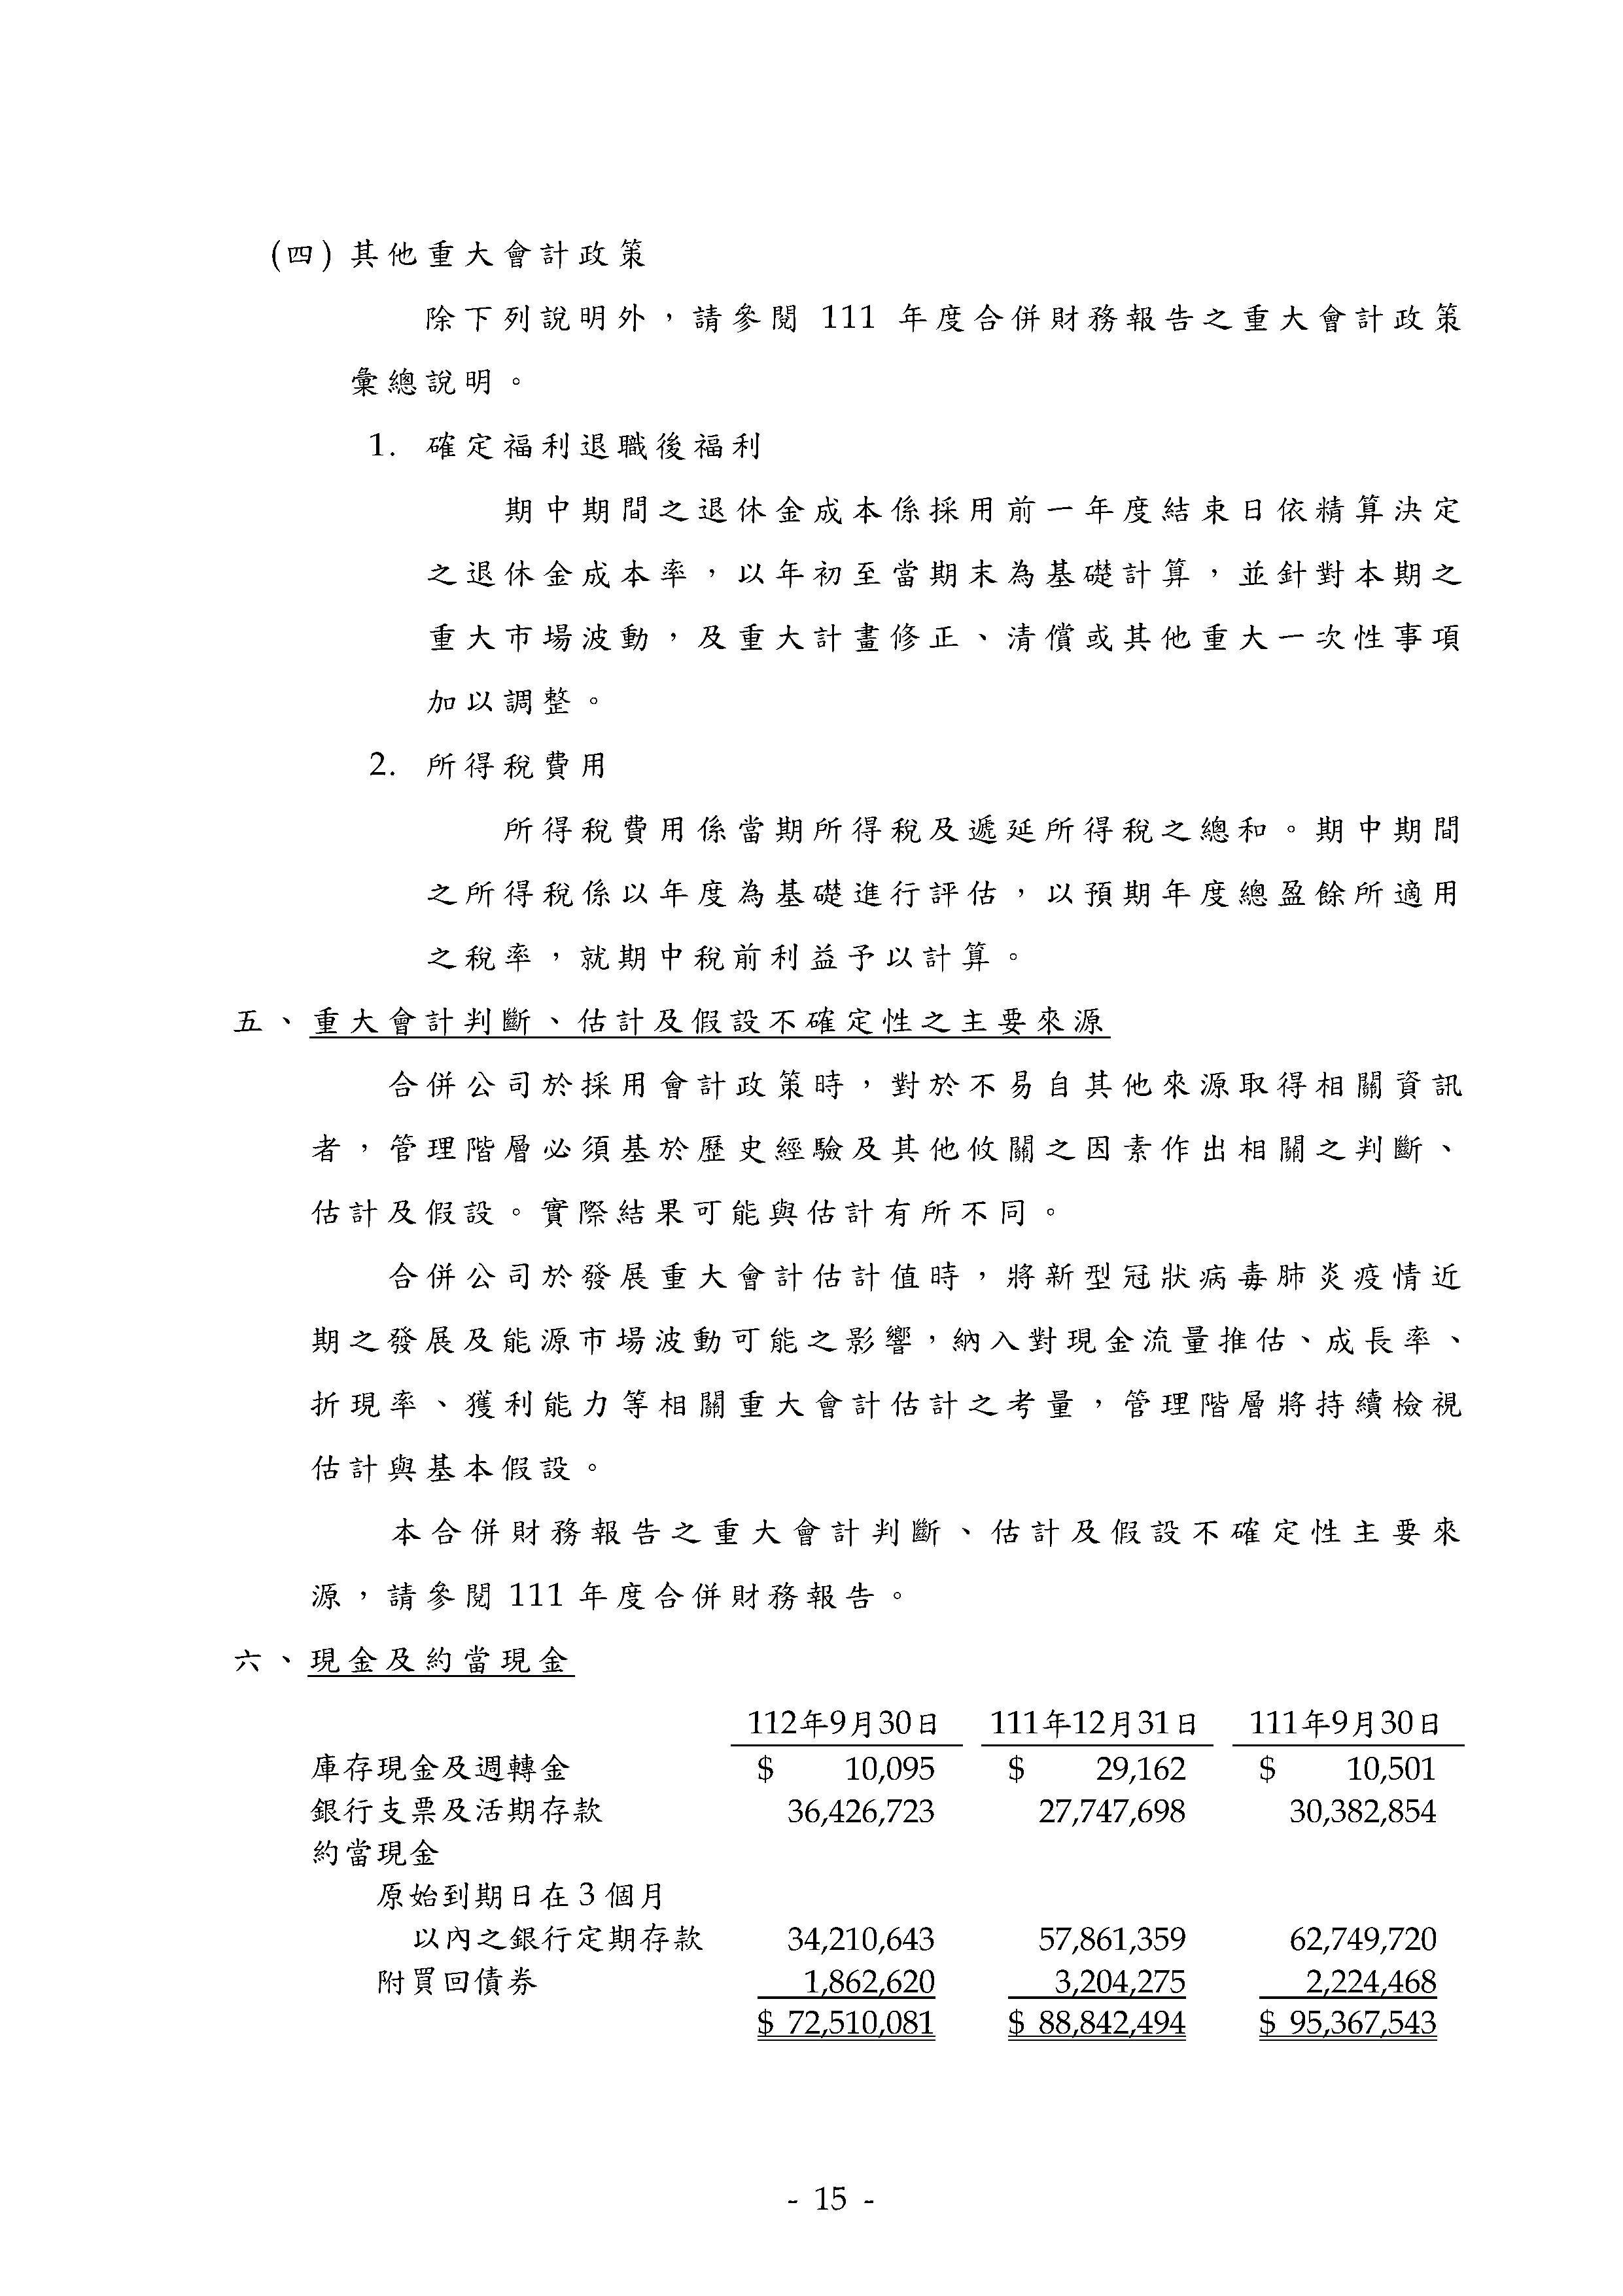 (四) 其他重大會計政策
除下列說明外，請參閱 111 年度合併財務報告之重大會計政策
彙總說明。
1. 確定福利退職後福利
期中期間之退休金成本係採用前一年度結束日依精算決定
之退休金成本率，以年初至當期末為基礎計算，並針對本期之
重大市場波動，及重大計畫修正、清償或其他重大一次性事項
加以調整。
2. 所得稅費用
所得稅費用係當期所得稅及遞延所得稅之總和。期中期間
之所得稅係以年度為基礎進行評估，以預期年度總盈餘所適用
之稅率，就期中稅前利益予以計算。
五、重大會計判斷、估計及假設不確定性之主要來源
合併公司於採用會計政策時，對於不易自其他來源取得相關資訊
者，管理階層必須基於歷史經驗及其他攸關之因素作出相關之判斷、
估計及假設。實際結果可能與估計有所不同。
合併公司於發展重大會計估計值時，將新型冠狀病毒肺炎疫情近
期之發展及能源市場波動可能之影響，納入對現金流量推估、成長率、
折現率、獲利能力等相關重大會計估計之考量，管理階層將持續檢視
估計與基本假設。
本合併財務報告之重大會計判斷、估計及假設不確定性主要來
源，請參閱 111 年度合併財務報告。
六、現金及約當現金
112年9月30日 111年12月31日 111年9月30日
庫存現金及週轉金 $ 10,095 $ 29,162 $ 10,501
銀行支票及活期存款 36,426,723 27,747,698 30,382,854
約當現金
原始到期日在 3 個月
以內之銀行定期存款 34,210,643 57,861,359 62,749,720
附買回債券 1,862,620 3,204,275 2,224,468
$ 72,510,081 $ 88,842,494 $ 95,367,543
- 15 -